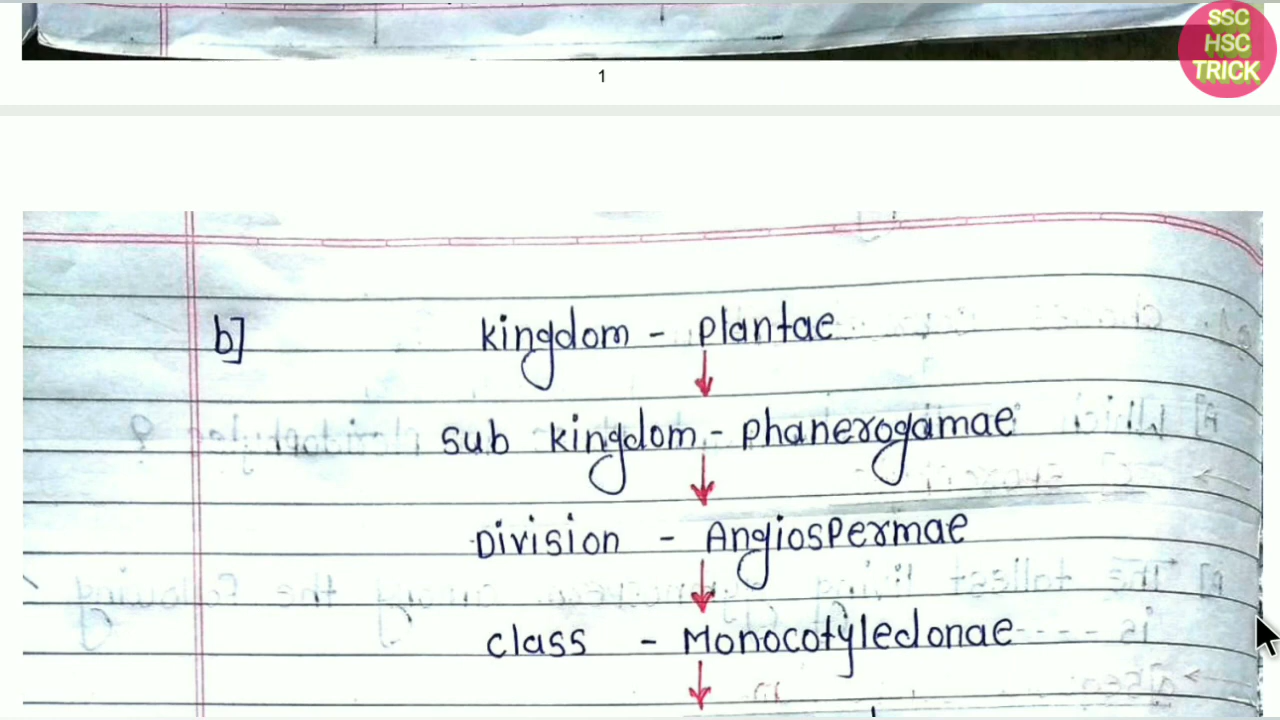 SSC
HSC
TRICK
1
b] kingdom - plantae
sub kingdom - phanerogamae
Division - Angiospermae
class - Monocotyledonae